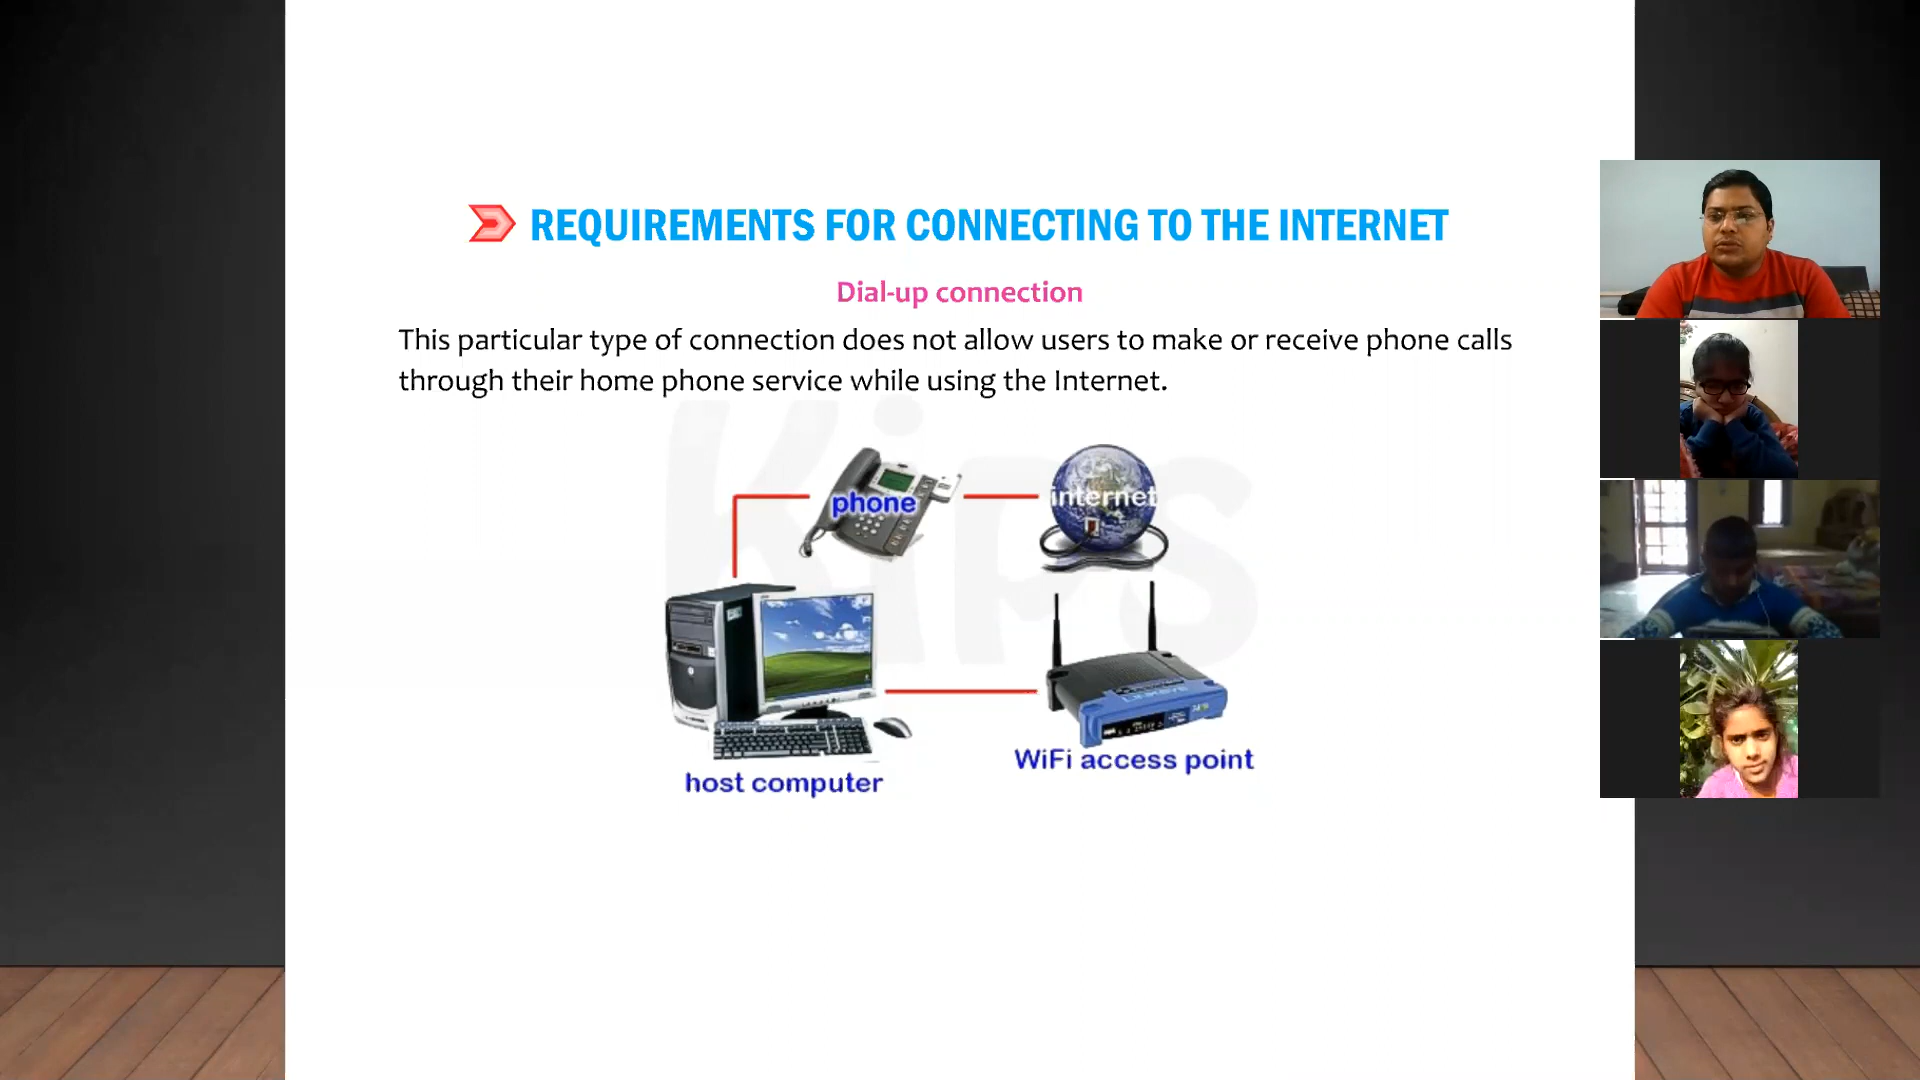 REQUIREMENTS FOR CONNECTING TO THE INTERNET
Dial-up connection
This particular type of connection does not allow users to make or receive phone calls
through their home phone service while using the Internet.
Kips
phone
internet
host computer
WiFi access point